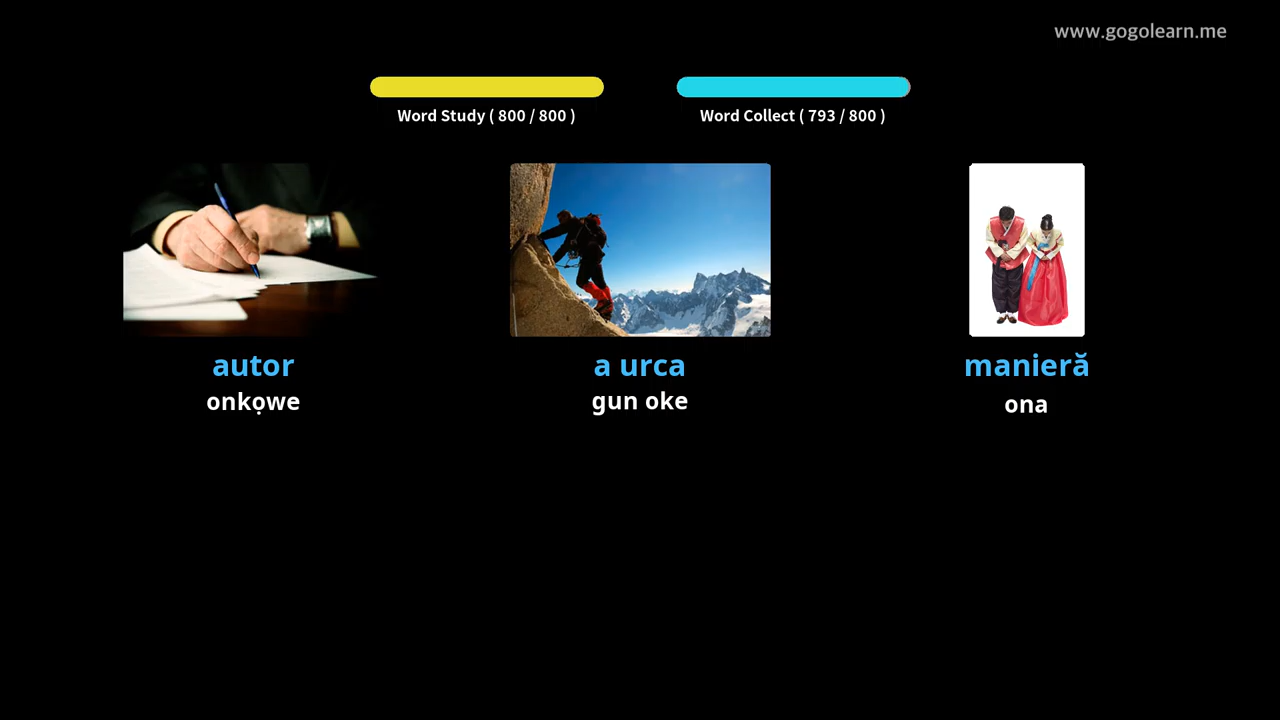 www.gogolearn.me
Word Study ( 800 / 800 )
Word Collect ( 793 / 800 )
autor
a urca
manieră
onkọwe
gun oke
ona